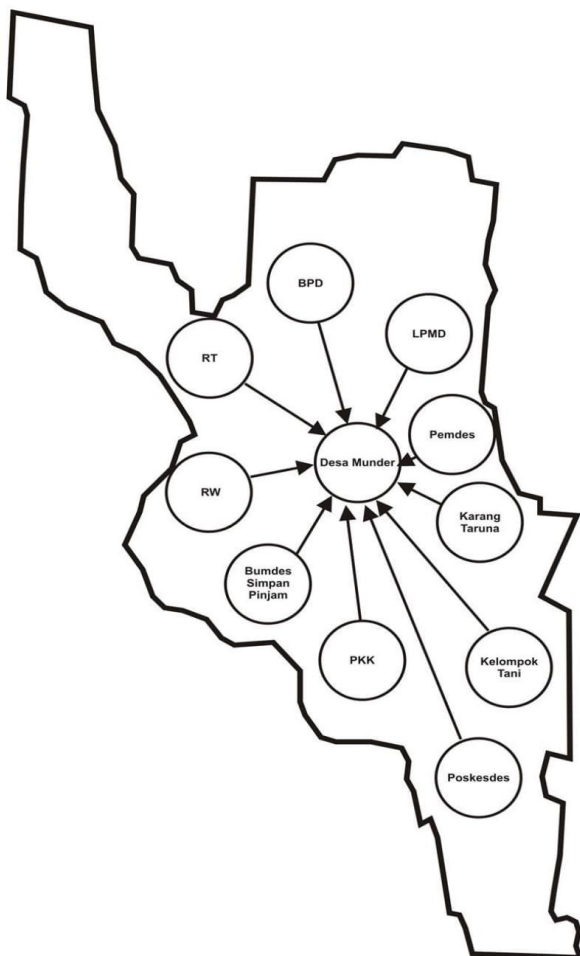 BPD
LPMD
RT
Pemdes
Desa Munder
RW
Karang
Taruna
Bumdes
Simpan
Pinjam
PKK
Kelompok
Tani
Poskesdes